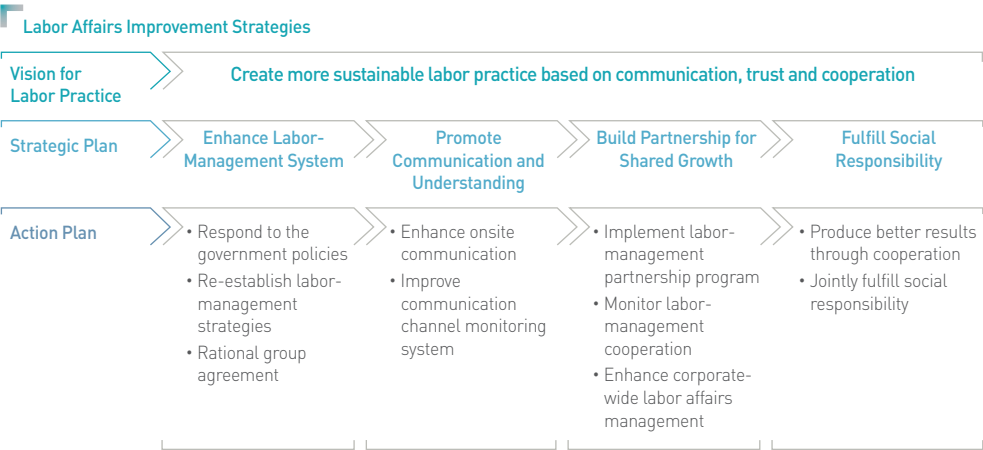 Labor Affairs Improvement Strategies
Vision for
Labor Practice
Create more sustainable labor practice based on communication, trust and cooperation
Strategic Plan
Enhance Labor-
Management System
Promote
Communication and
Understanding
Build Partnership for
Shared Growth
Fulfill Social
Responsibility
Action Plan
• Respond to the
government policies
• Re-establish labor-
management
strategies
• Rational group
agreement
• Enhance onsite
communication
• Improve
communication
channel monitoring
system
• Implement labor-
management
partnership program
• Monitor labor-
management
cooperation
• Enhance corporate-
wide labor affairs
management
• Produce better results
through cooperation
• Jointly fulfill social
responsibility